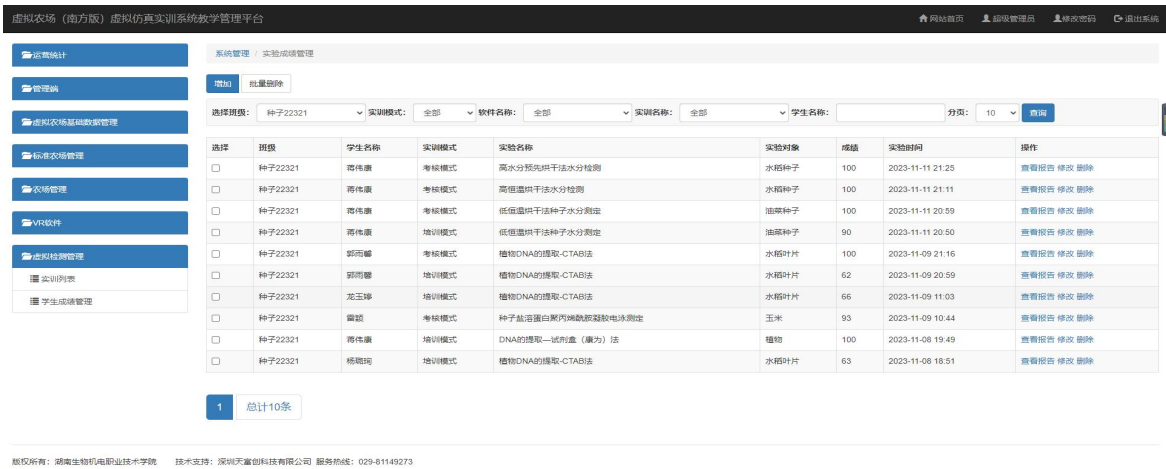 虚拟农场（南方版）虚拟仿真实训系统教学管理平台 网站首页 超级管理员 修改密码 退出系统
运营统计
管理端
虚拟农场基础数据管理
标准农场管理
农场管理
VR软件
虚拟检测管理
实训列表
学生成绩管理
系统管理 / 实验成绩管理
增加 批量删除
选择班级： 种子22321 实训模式： 全部 软件名称： 全部 实训名称： 全部 学生名称： 分页： 10 查询
选择 班级 学生名称 实训模式 实验名称 实验对象 成绩 实验时间 操作
种子22321 蒋伟康 考核模式 高水分预先烘干法水分检测 水稻种子 100 2023-11-11 21:25 查看报告 修改 删除
种子22321 蒋伟康 考核模式 高恒温烘干法水分检测 水稻种子 100 2023-11-11 21:11 查看报告 修改 删除
种子22321 蒋伟康 考核模式 低恒温烘干法种子水分测定 油菜种子 100 2023-11-11 20:59 查看报告 修改 删除
种子22321 蒋伟康 培训模式 低恒温烘干法种子水分测定 油菜种子 90 2023-11-11 20:50 查看报告 修改 删除
种子22321 郭雨馨 考核模式 植物DNA的提取-CTAB法 水稻叶片 100 2023-11-09 21:16 查看报告 修改 删除
种子22321 郭雨馨 培训模式 植物DNA的提取-CTAB法 水稻叶片 62 2023-11-09 20:59 查看报告 修改 删除
种子22321 龙玉婷 培训模式 植物DNA的提取-CTAB法 水稻叶片 66 2023-11-09 11:03 查看报告 修改 删除
种子22321 雷颖 考核模式 种子盐溶蛋白聚丙烯酰胺凝胶电泳测定 玉米 93 2023-11-09 10:44 查看报告 修改 删除
种子22321 蒋伟康 培训模式 DNA的提取—试剂盒（康为）法 植物 100 2023-11-08 19:49 查看报告 修改 删除
种子22321 杨璐珣 培训模式 植物DNA的提取-CTAB法 水稻叶片 63 2023-11-08 18:51 查看报告 修改 删除
1 总计10条
版权所有：湖南生物机电职业技术学院 技术支持：深圳天富创科技有限公司 服务热线：029-81149273